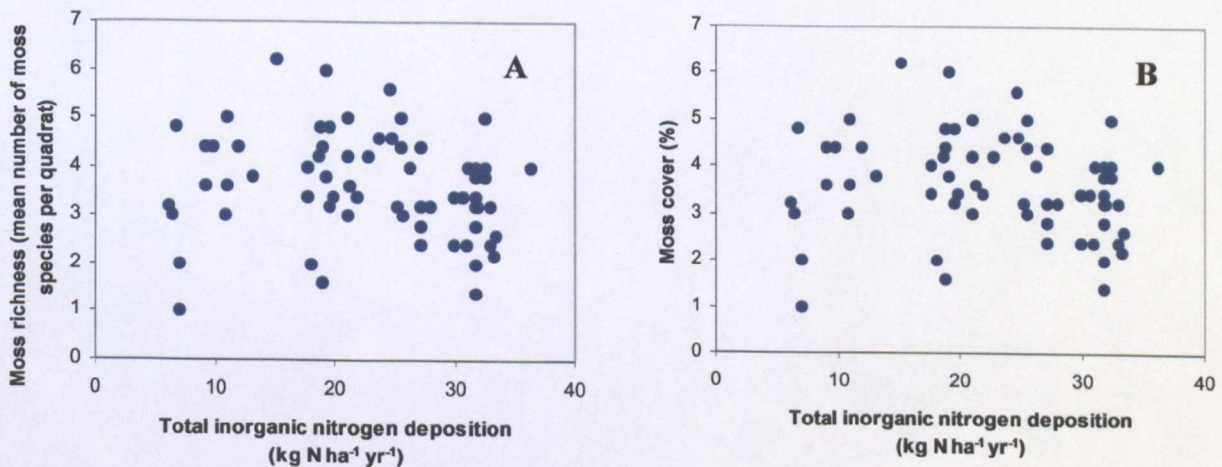 7
6
5
4
3
2
1
0
Moss richness (mean number of moss
species per quadrat)
A
0 10 20 30 40
Total inorganic nitrogen deposition
(kg N ha⁻¹ yr⁻¹)
7
6
5
4
3
2
1
0
Moss cover (%)
B
0 10 20 30 40
Total inorganic nitrogen deposition
(kg N ha⁻¹ yr⁻¹)